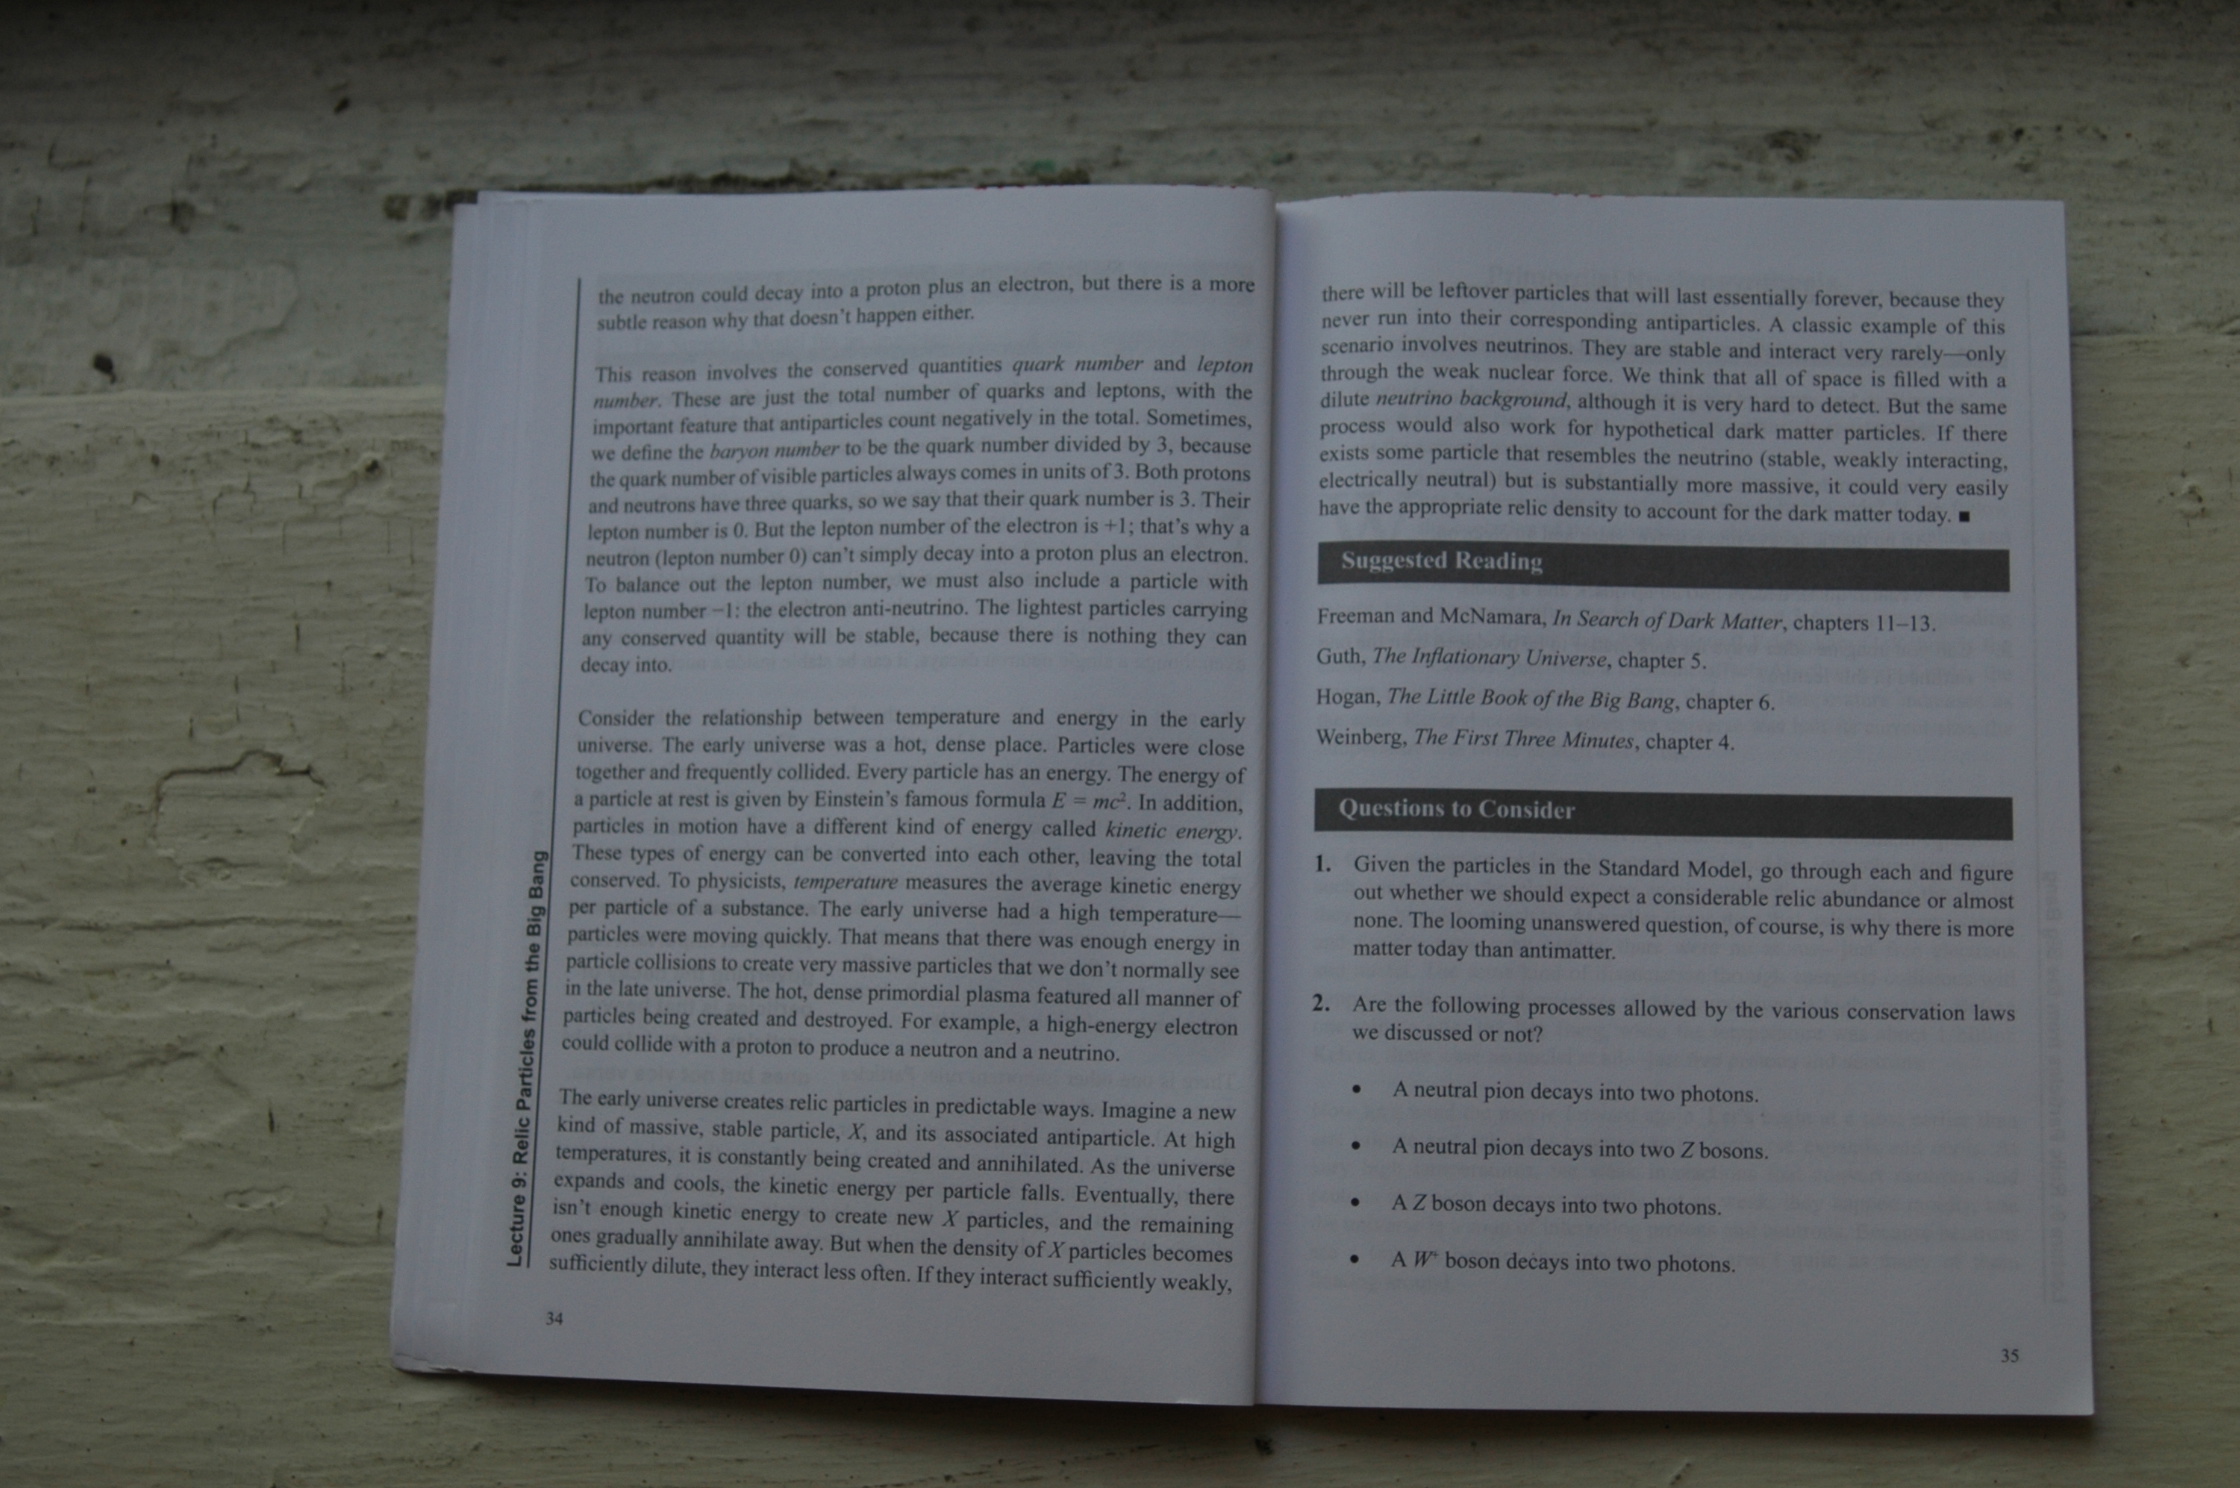 the neutron could decay into a proton plus an electron, but there is a more
subtle reason why that doesn't happen either.
This reason involves the conserved quantities quark number and lepton
number. These are just the total number of quarks and leptons, with the
important feature that antiparticles count negatively in the total. Sometimes,
we define the baryon number to be the quark number divided by 3, because
the quark number of visible particles always comes in units of 3. Both protons
and neutrons have three quarks, so we say that their quark number is 3. Their
lepton number is 0. But the lepton number of the electron is +1; that's why a
neutron (lepton number 0) can't simply decay into a proton plus an electron.
To balance out the lepton number, we must also include a particle with
lepton number −1: the electron anti-neutrino. The lightest particles carrying
any conserved quantity will be stable, because there is nothing they can
decay into.
Consider the relationship between temperature and energy in the early
universe. The early universe was a hot, dense place. Particles were close
together and frequently collided. Every particle has an energy. The energy of
a particle at rest is given by Einstein's famous formula E = mc². In addition,
particles in motion have a different kind of energy called kinetic energy.
These types of energy can be converted into each other, leaving the total
conserved. To physicists, temperature measures the average kinetic energy
per particle of a substance. The early universe had a high temperature—
particles were moving quickly. That means that there was enough energy in
particle collisions to create very massive particles that we don't normally see
in the late universe. The hot, dense primordial plasma featured all manner of
particles being created and destroyed. For example, a high-energy electron
could collide with a proton to produce a neutron and a neutrino.
The early universe creates relic particles in predictable ways. Imagine a new
kind of massive, stable particle, X, and its associated antiparticle. At high
temperatures, it is constantly being created and annihilated. As the universe
expands and cools, the kinetic energy per particle falls. Eventually, there
isn't enough kinetic energy to create new X particles, and the remaining
ones gradually annihilate away. But when the density of X particles becomes
sufficiently dilute, they interact less often. If they interact sufficiently weakly,
Lecture 9: Relic Particles from the Big Bang
34
there will be leftover particles that will last essentially forever, because they
never run into their corresponding antiparticles. A classic example of this
scenario involves neutrinos. They are stable and interact very rarely—only
through the weak nuclear force. We think that all of space is filled with a
dilute neutrino background, although it is very hard to detect. But the same
process would also work for hypothetical dark matter particles. If there
exists some particle that resembles the neutrino (stable, weakly interacting,
electrically neutral) but is substantially more massive, it could very easily
have the appropriate relic density to account for the dark matter today. ■
Suggested Reading
Freeman and McNamara, In Search of Dark Matter, chapters 11–13.
Guth, The Inflationary Universe, chapter 5.
Hogan, The Little Book of the Big Bang, chapter 6.
Weinberg, The First Three Minutes, chapter 4.
Questions to Consider
1. Given the particles in the Standard Model, go through each and figure
out whether we should expect a considerable relic abundance or almost
none. The looming unanswered question, of course, is why there is more
matter today than antimatter.
2. Are the following processes allowed by the various conservation laws
we discussed or not?
• A neutral pion decays into two photons.
• A neutral pion decays into two Z bosons.
• A Z boson decays into two photons.
• A W⁺ boson decays into two photons.
35